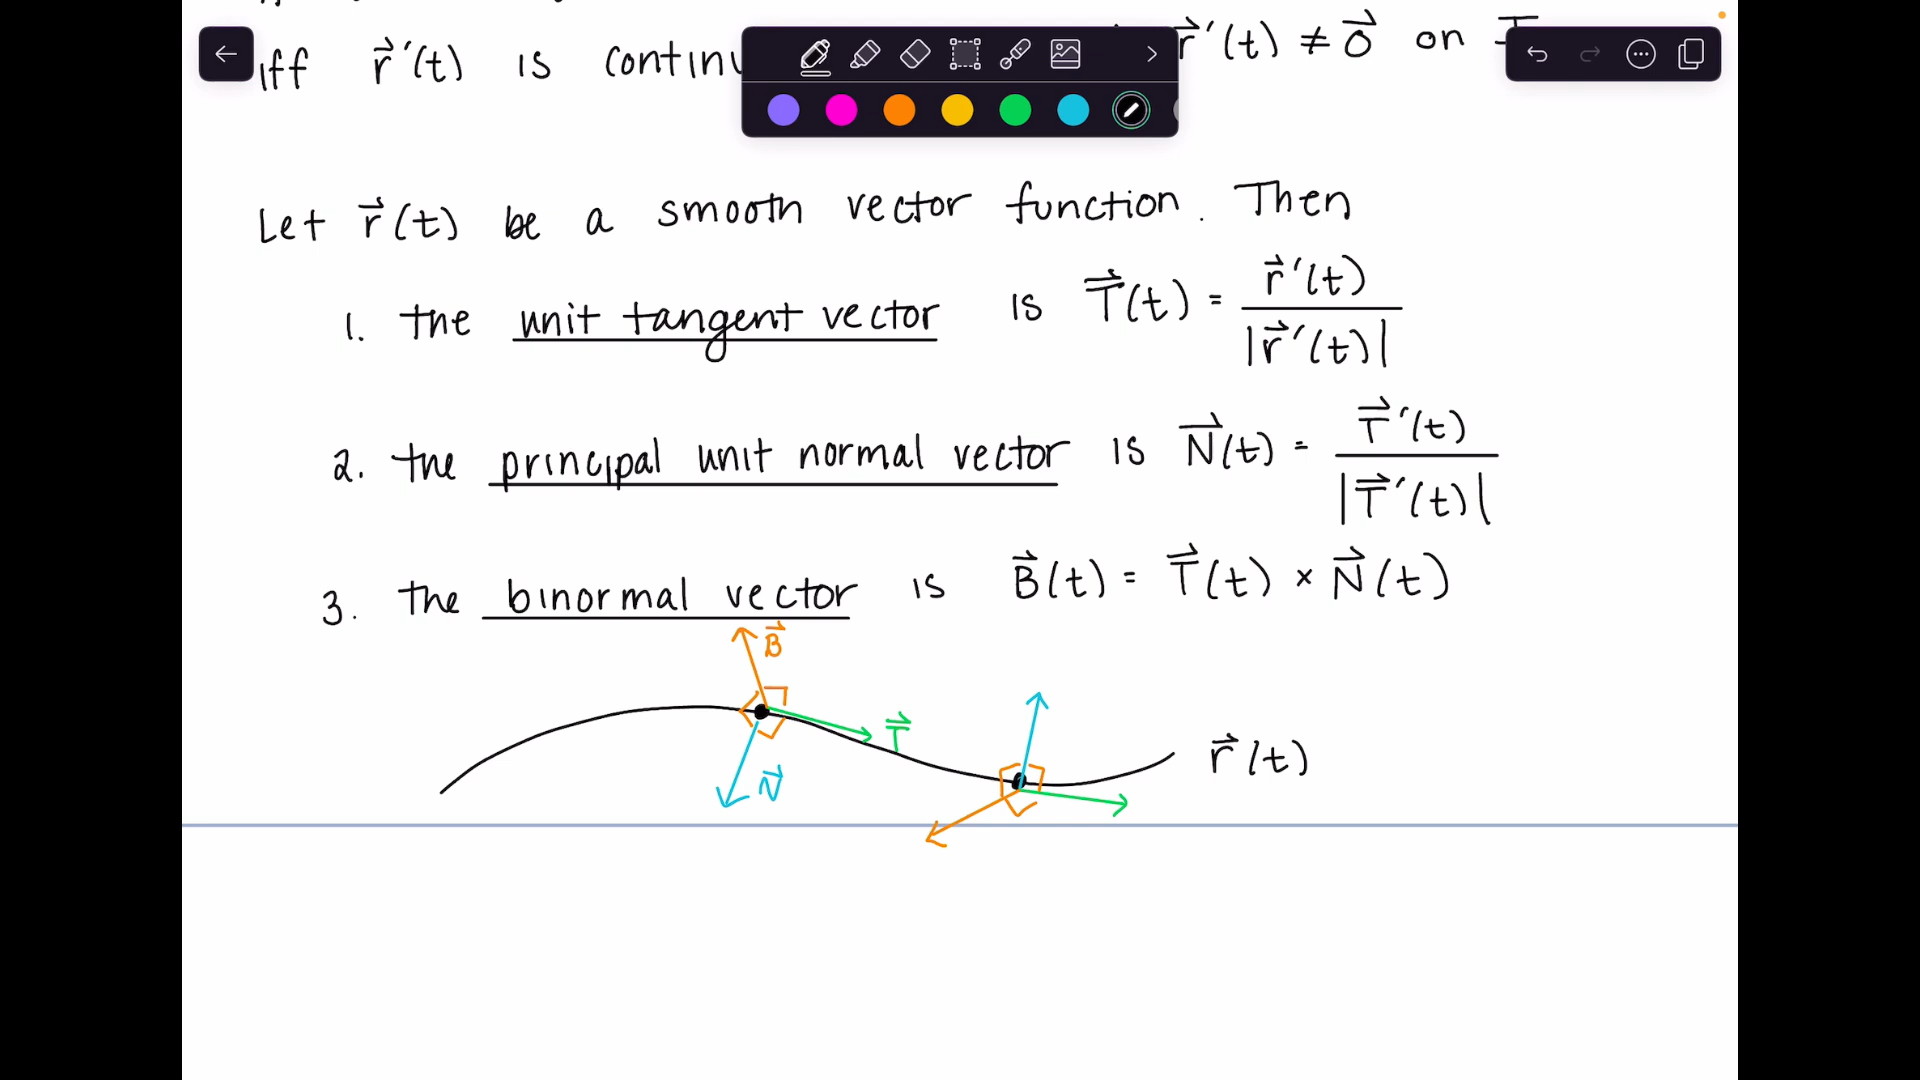 iff r⃗′(t) is r⃗′(t) ≠ 0⃗ on
Let r⃗(t) be a smooth vector function. Then
1. the unit tangent vector is T⃗(t) = r⃗′(t) / |r⃗′(t)|
2. the principal unit normal vector is N⃗(t) = T⃗′(t) / |T⃗′(t)|
3. the binormal vector is B⃗(t) = T⃗(t) × N⃗(t)
B⃗
T⃗
N⃗
r⃗(t)